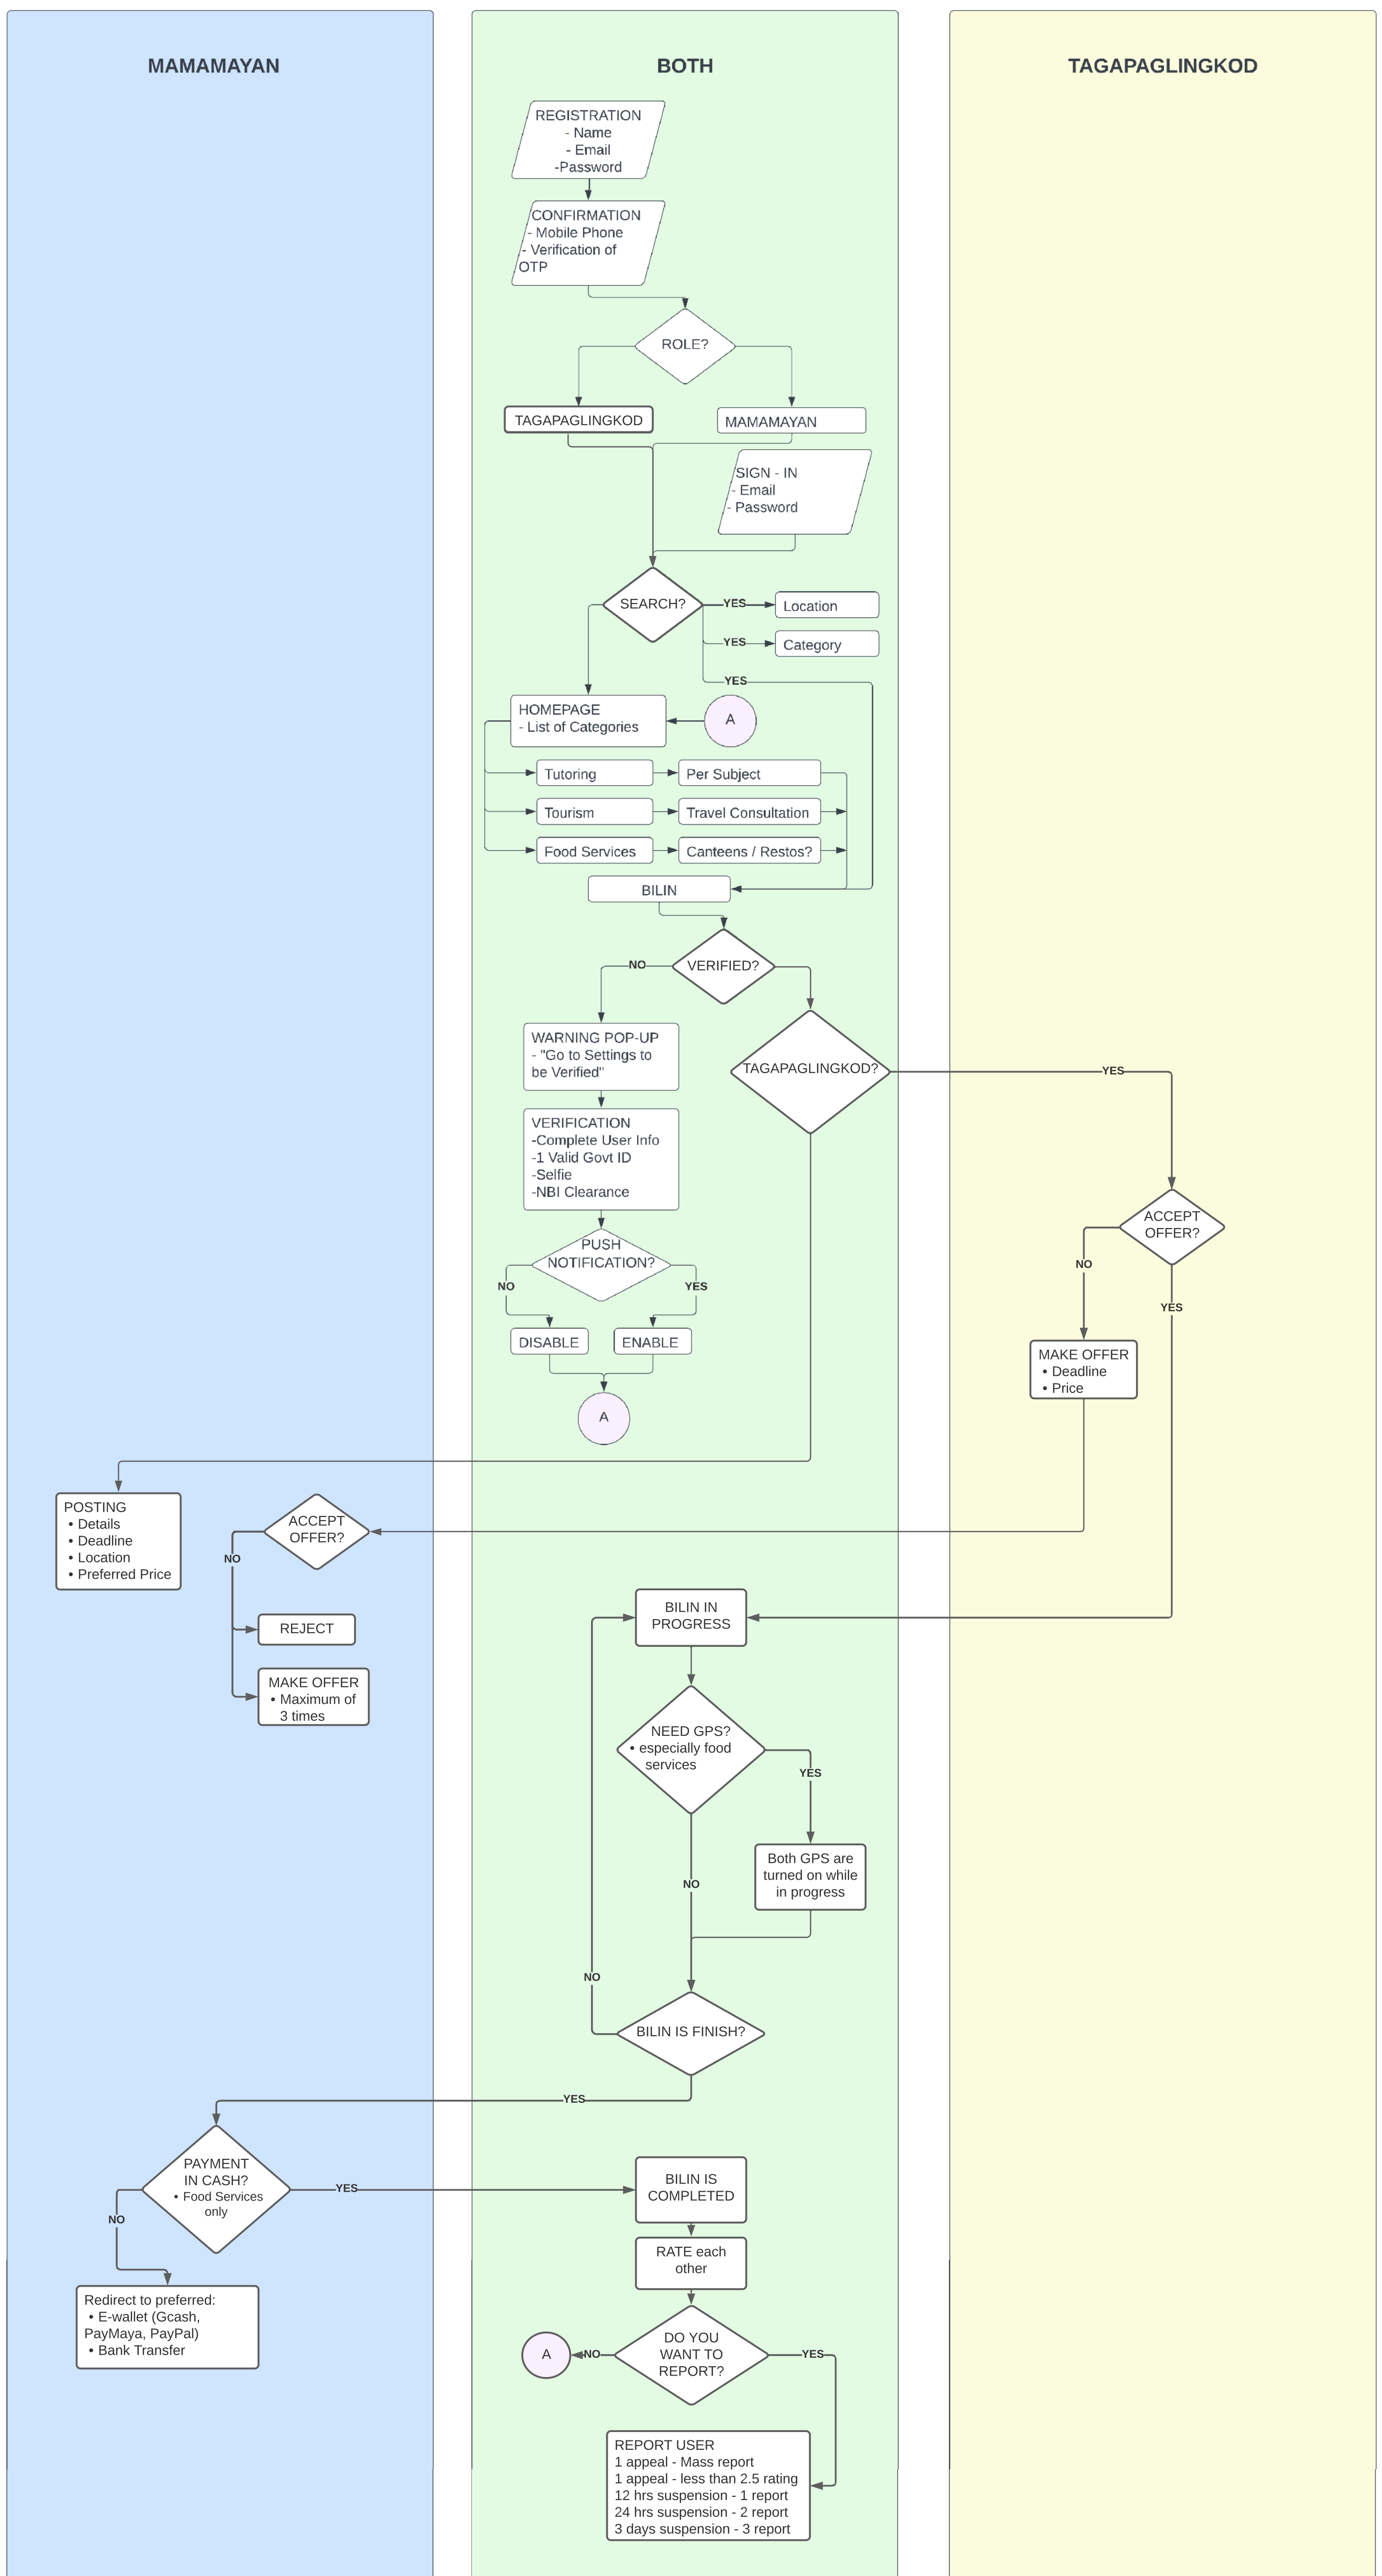 MAMAMAYAN
BOTH
TAGAPAGLINGKOD
REGISTRATION
- Name
- Email
-Password
CONFIRMATION
- Mobile Phone
- Verification of
OTP
ROLE?
TAGAPAGLINGKOD
MAMAMAYAN
SIGN - IN
- Email
- Password
SEARCH?
YES
Location
YES
Category
YES
HOMEPAGE
- List of Categories
A
Tutoring
Per Subject
Tourism
Travel Consultation
Food Services
Canteens / Restos?
BILIN
VERIFIED?
NO
WARNING POP-UP
- "Go to Settings to
be Verified"
TAGAPAGLINGKOD?
YES
VERIFICATION
-Complete User Info
-1 Valid Govt ID
-Selfie
-NBI Clearance
ACCEPT
OFFER?
NO
YES
PUSH
NOTIFICATION?
NO
YES
DISABLE
ENABLE
MAKE OFFER
• Deadline
• Price
A
POSTING
• Details
• Deadline
• Location
• Preferred Price
ACCEPT
OFFER?
NO
REJECT
MAKE OFFER
• Maximum of
3 times
BILIN IN
PROGRESS
NEED GPS?
• especially food
services
YES
Both GPS are
turned on while
in progress
NO
NO
BILIN IS FINISH?
YES
PAYMENT
IN CASH?
• Food Services
only
YES
NO
BILIN IS
COMPLETED
RATE each
other
Redirect to preferred:
• E-wallet (Gcash,
PayMaya, PayPal)
• Bank Transfer
DO YOU
WANT TO
REPORT?
NO
A
YES
REPORT USER
1 appeal - Mass report
1 appeal - less than 2.5 rating
12 hrs suspension - 1 report
24 hrs suspension - 2 report
3 days suspension - 3 report